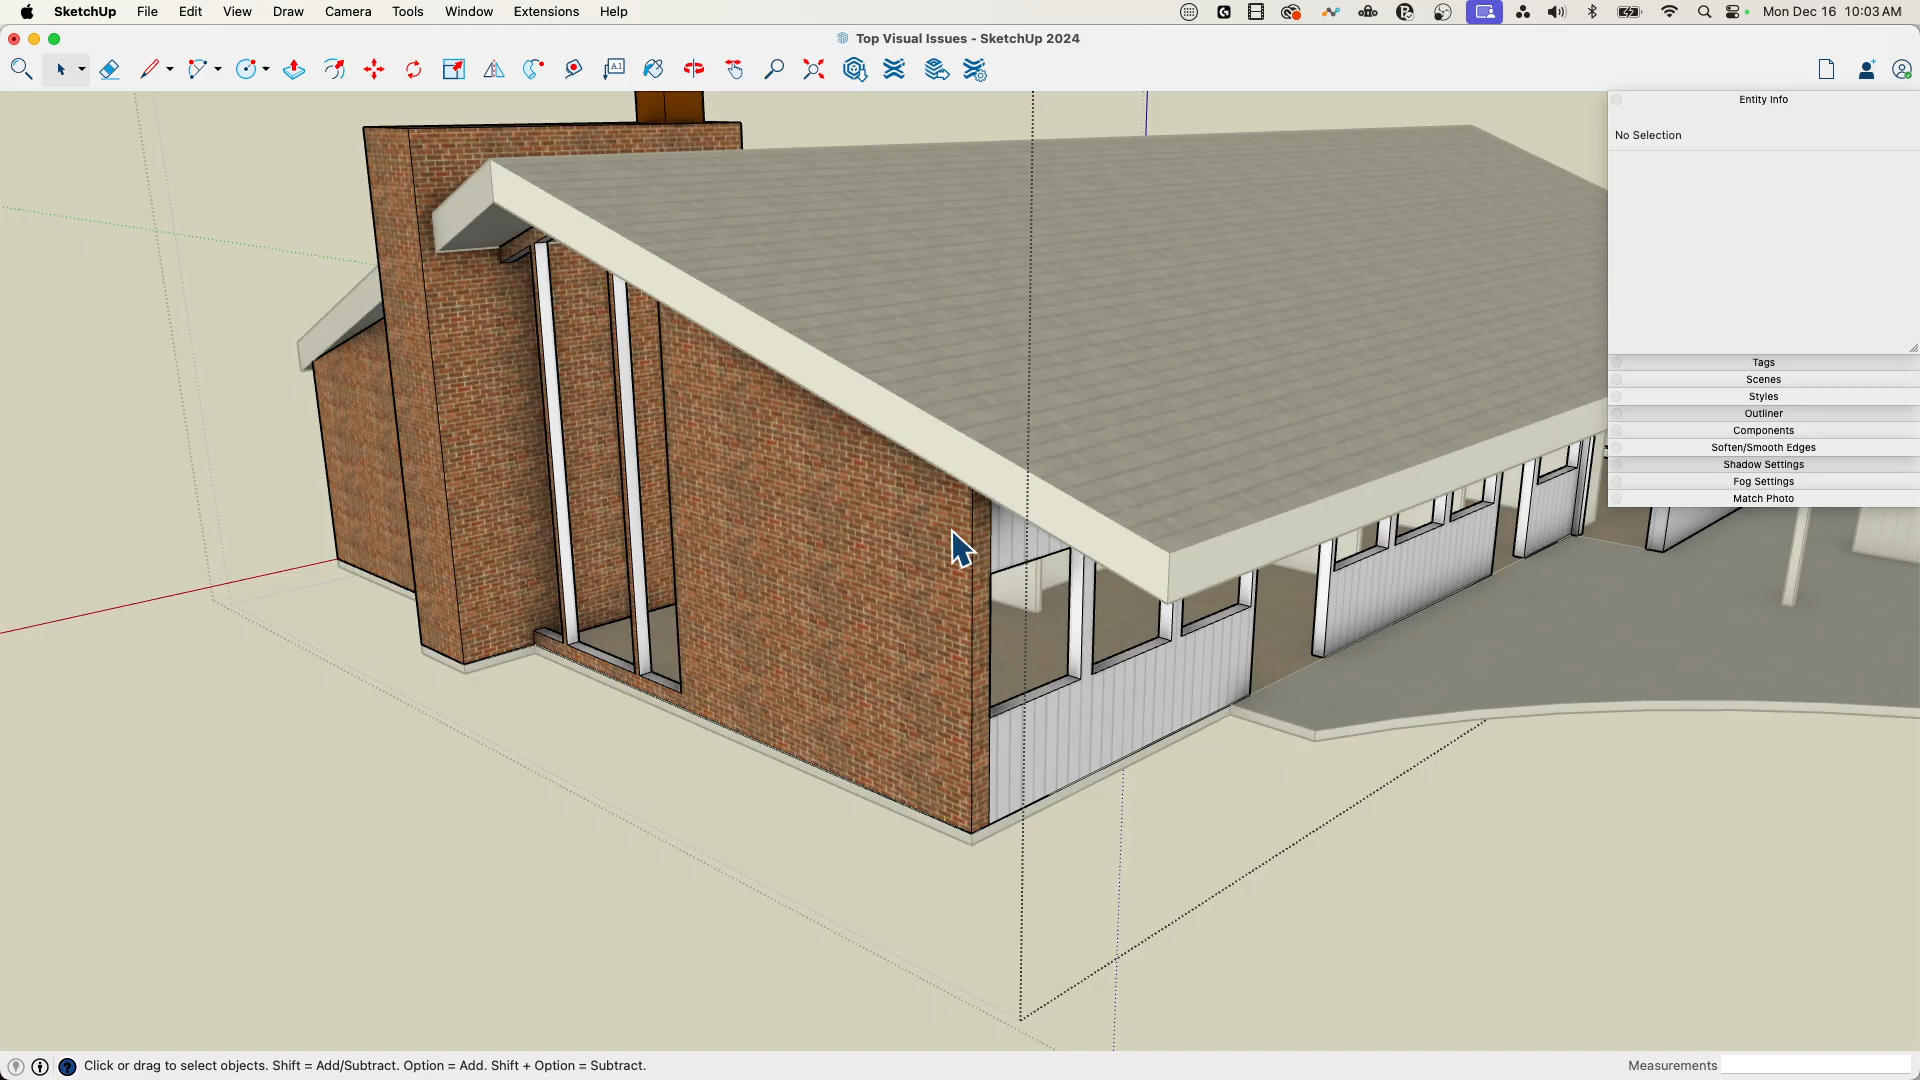 SketchUp File Edit View Draw Camera Tools Window Extensions Help Mon Dec 16 10:03 AM
Top Visual Issues - SketchUp 2024
A1
Entity Info
No Selection
Tags
Scenes
Styles
Outliner
Components
Soften/Smooth Edges
Shadow Settings
Fog Settings
Match Photo
Click or drag to select objects. Shift = Add/Subtract. Option = Add. Shift + Option = Subtract. Measurements